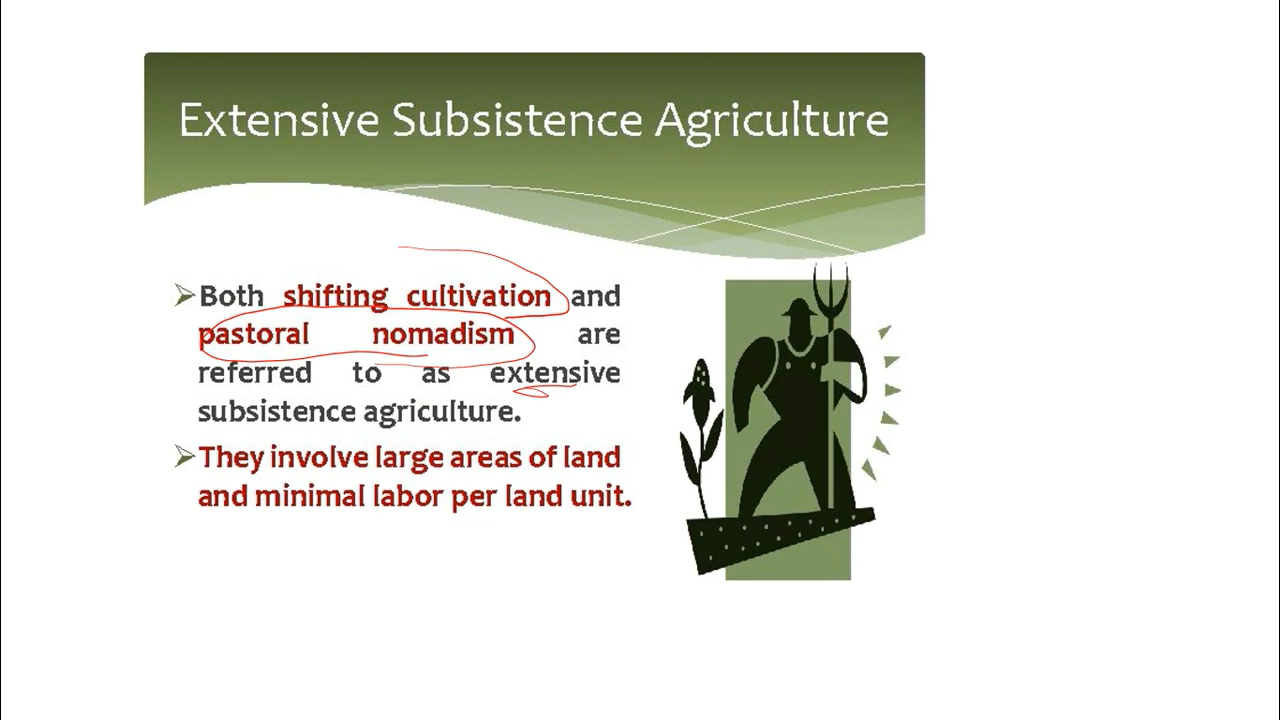 Extensive Subsistence Agriculture
Both shifting cultivation and
pastoral nomadism are
referred to as extensive
subsistence agriculture.
They involve large areas of land
and minimal labor per land unit.